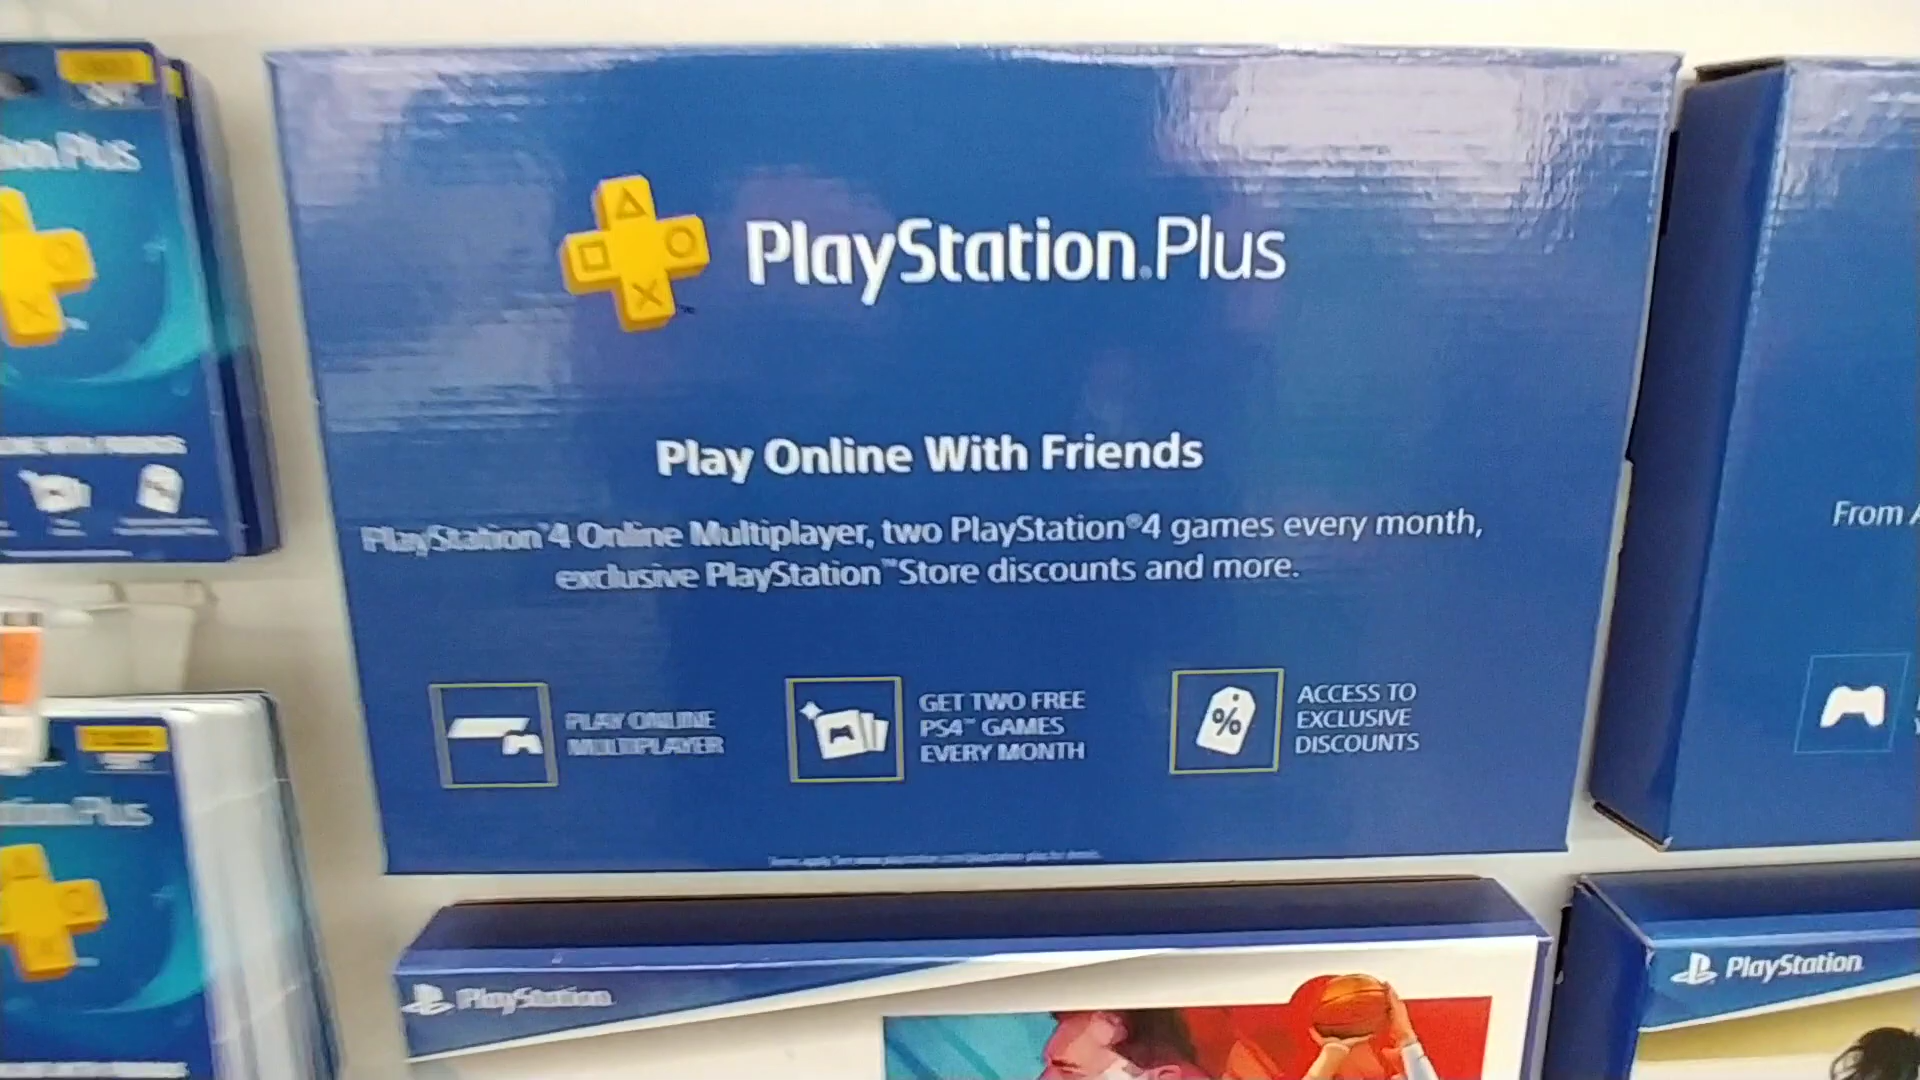 PlayStation Plus
Play Online With Friends
PlayStation®4 Online Multiplayer, two PlayStation®4 games every month,
exclusive PlayStation™Store discounts and more.
PLAY ONLINE
MULTIPLAYER
GET TWO FREE
PS4™ GAMES
EVERY MONTH
ACCESS TO
EXCLUSIVE
DISCOUNTS
From
Plus
Plus
PlayStation
PlayStation